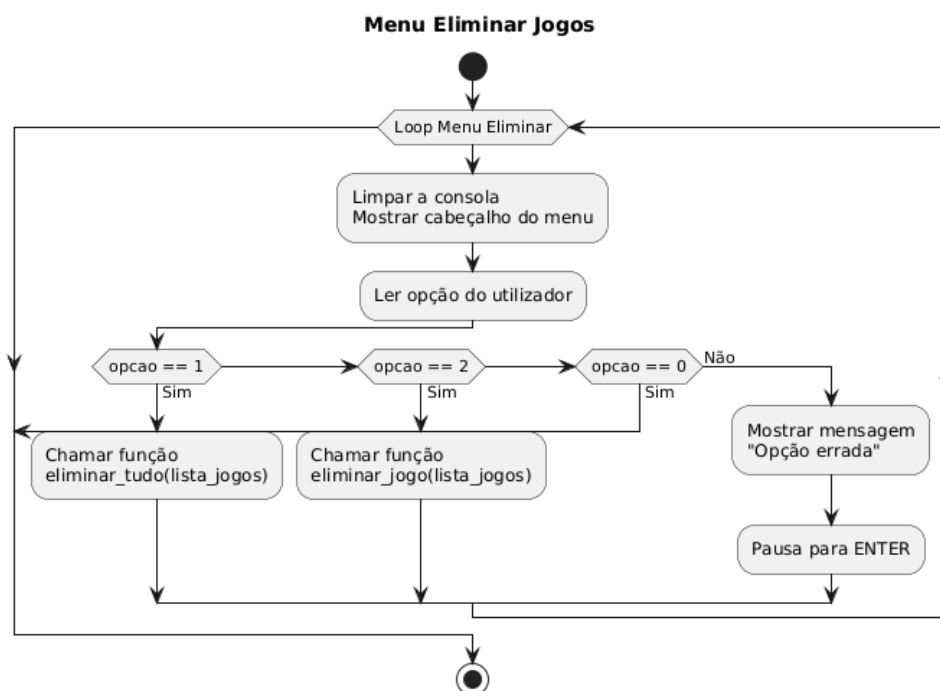 Menu Eliminar Jogos
Loop Menu Eliminar
Limpar a consola
Mostrar cabeçalho do menu
Ler opção do utilizador
opcao == 1
opcao == 2
opcao == 0
Não
Sim
Sim
Sim
Chamar função
eliminar_tudo(lista_jogos)
Chamar função
eliminar_jogo(lista_jogos)
Mostrar mensagem
"Opção errada"
Pausa para ENTER